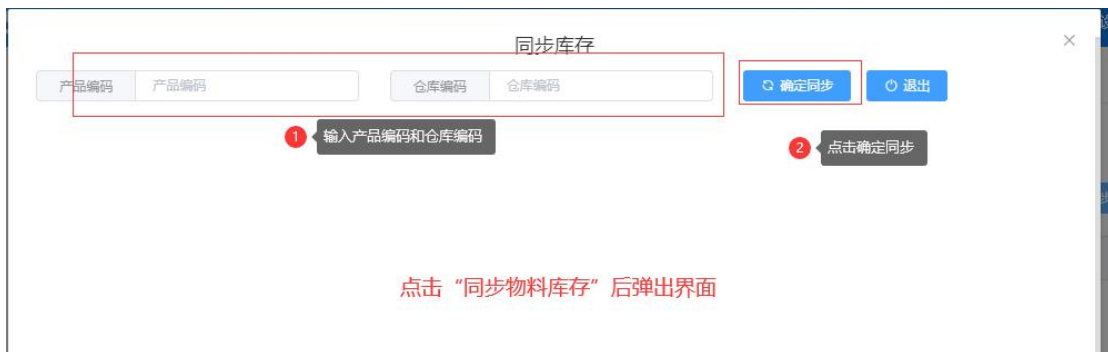 同步库存
产品编码 产品编码 仓库编码 仓库编码 确定同步 退出
1 输入产品编码和仓库编码
2 点击确定同步
点击“同步物料库存”后弹出界面